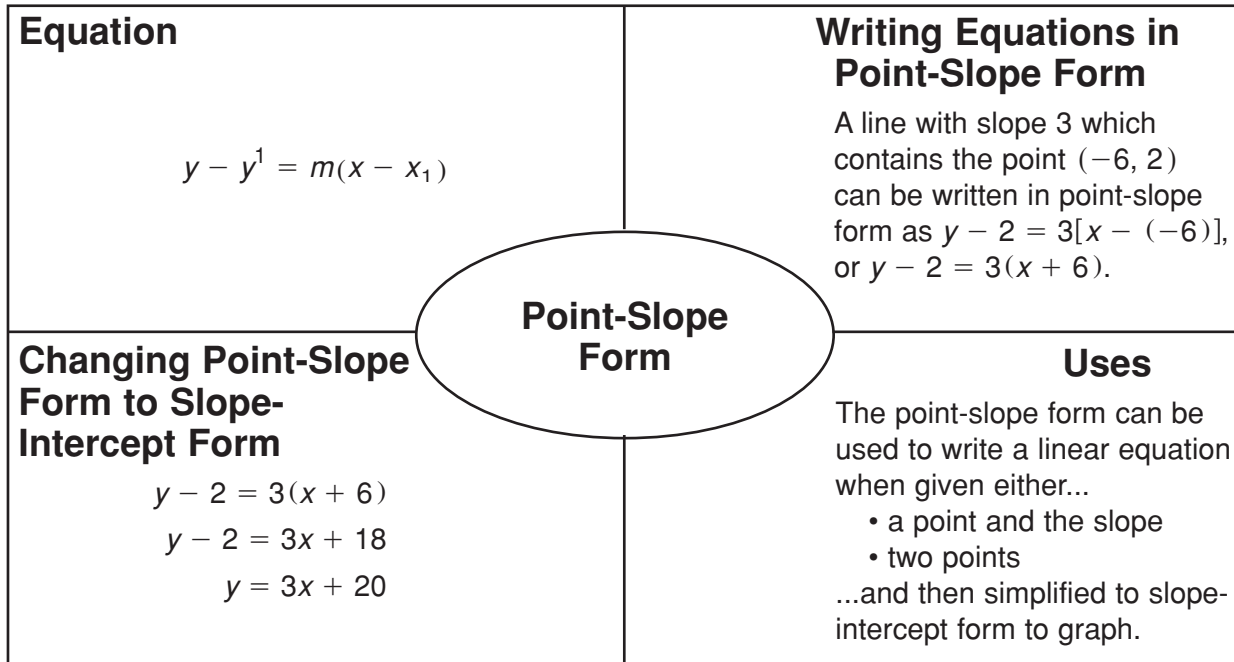 Equation
y − y¹ = m(x − x₁)
Writing Equations in
Point-Slope Form
A line with slope 3 which
contains the point (−6, 2)
can be written in point-slope
form as y − 2 = 3[x − (−6)],
or y − 2 = 3(x + 6).
Point-Slope
Form
Changing Point-Slope
Form to Slope-
Intercept Form
y − 2 = 3(x + 6)
y − 2 = 3x + 18
y = 3x + 20
Uses
The point-slope form can be
used to write a linear equation
when given either...
• a point and the slope
• two points
...and then simplified to slope-
intercept form to graph.